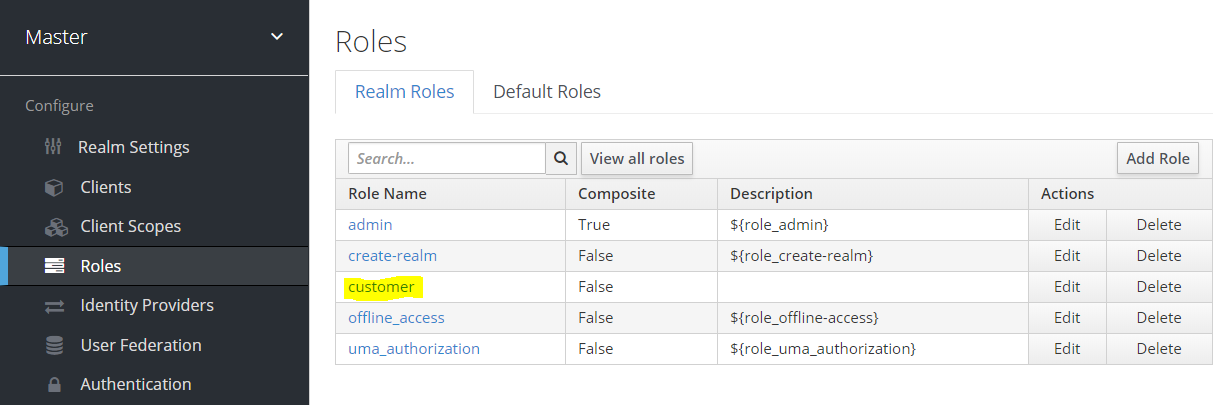 Master
Configure
Realm Settings
Clients
Client Scopes
Roles
Identity Providers
User Federation
Authentication
Roles
Realm Roles Default Roles
Search... View all roles Add Role
Role Name Composite Description Actions
admin True ${role_admin} Edit Delete
create-realm False ${role_create-realm} Edit Delete
customer False Edit Delete
offline_access False ${role_offline-access} Edit Delete
uma_authorization False ${role_uma_authorization} Edit Delete